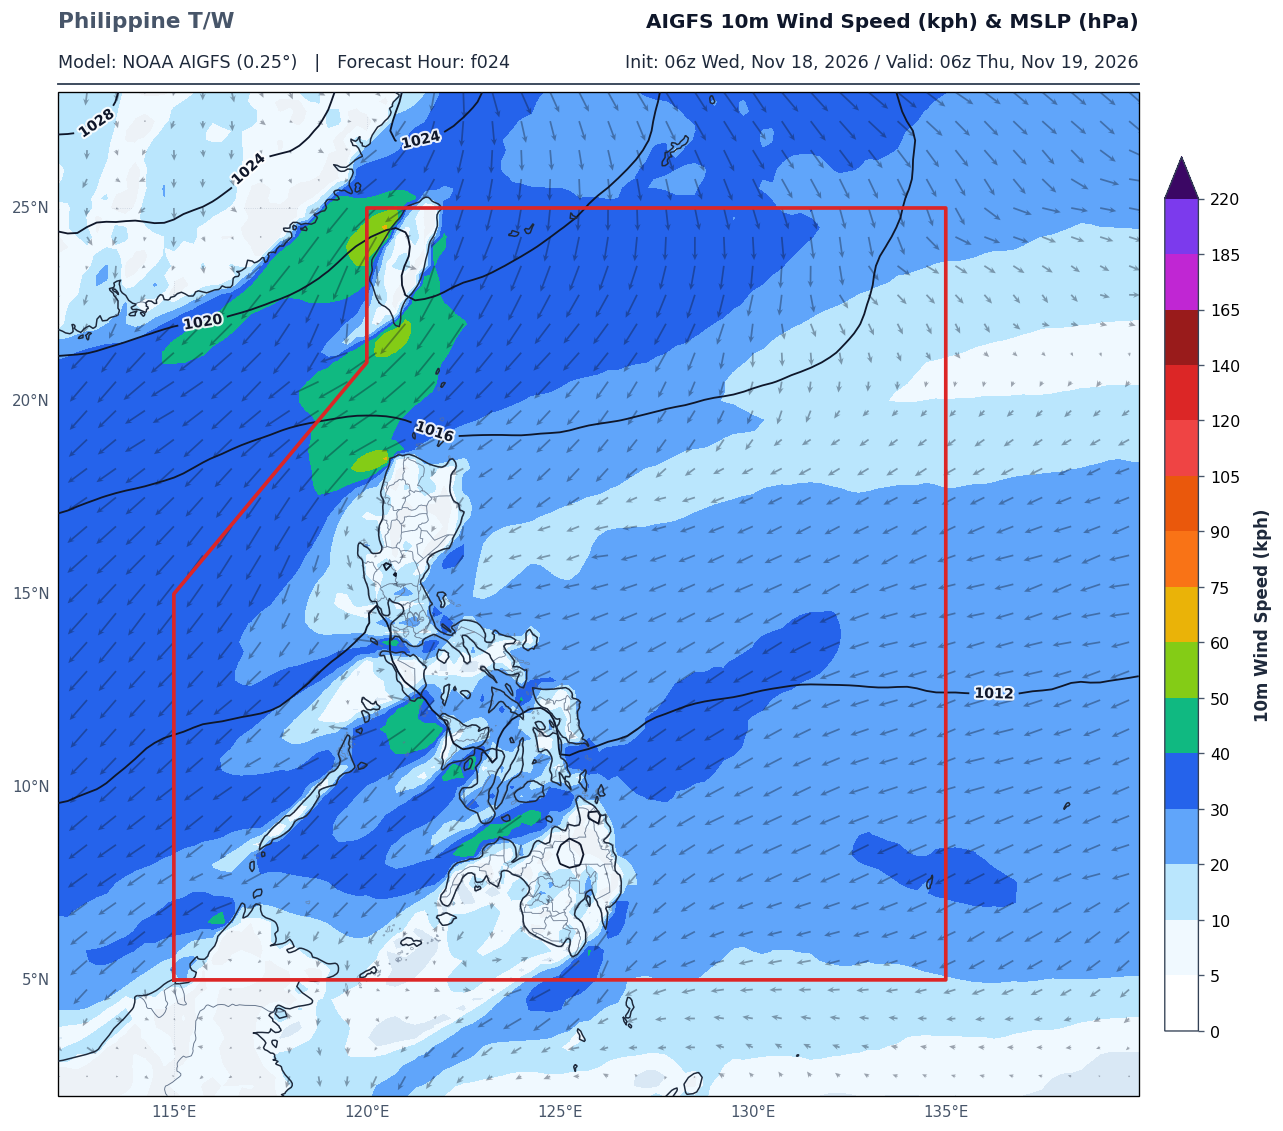 Philippine T/W
AIGFS 10m Wind Speed (kph) & MSLP (hPa)
Model: NOAA AIGFS (0.25°)   |   Forecast Hour: f024
Init: 06z Wed, Nov 18, 2026 / Valid: 06z Thu, Nov 19, 2026
1028
1024
1024
1020
1016
1012
25°N
20°N
15°N
10°N
5°N
115°E
120°E
125°E
130°E
135°E
220
185
165
140
120
105
90
75
60
50
40
30
20
10
5
0
10m Wind Speed (kph)